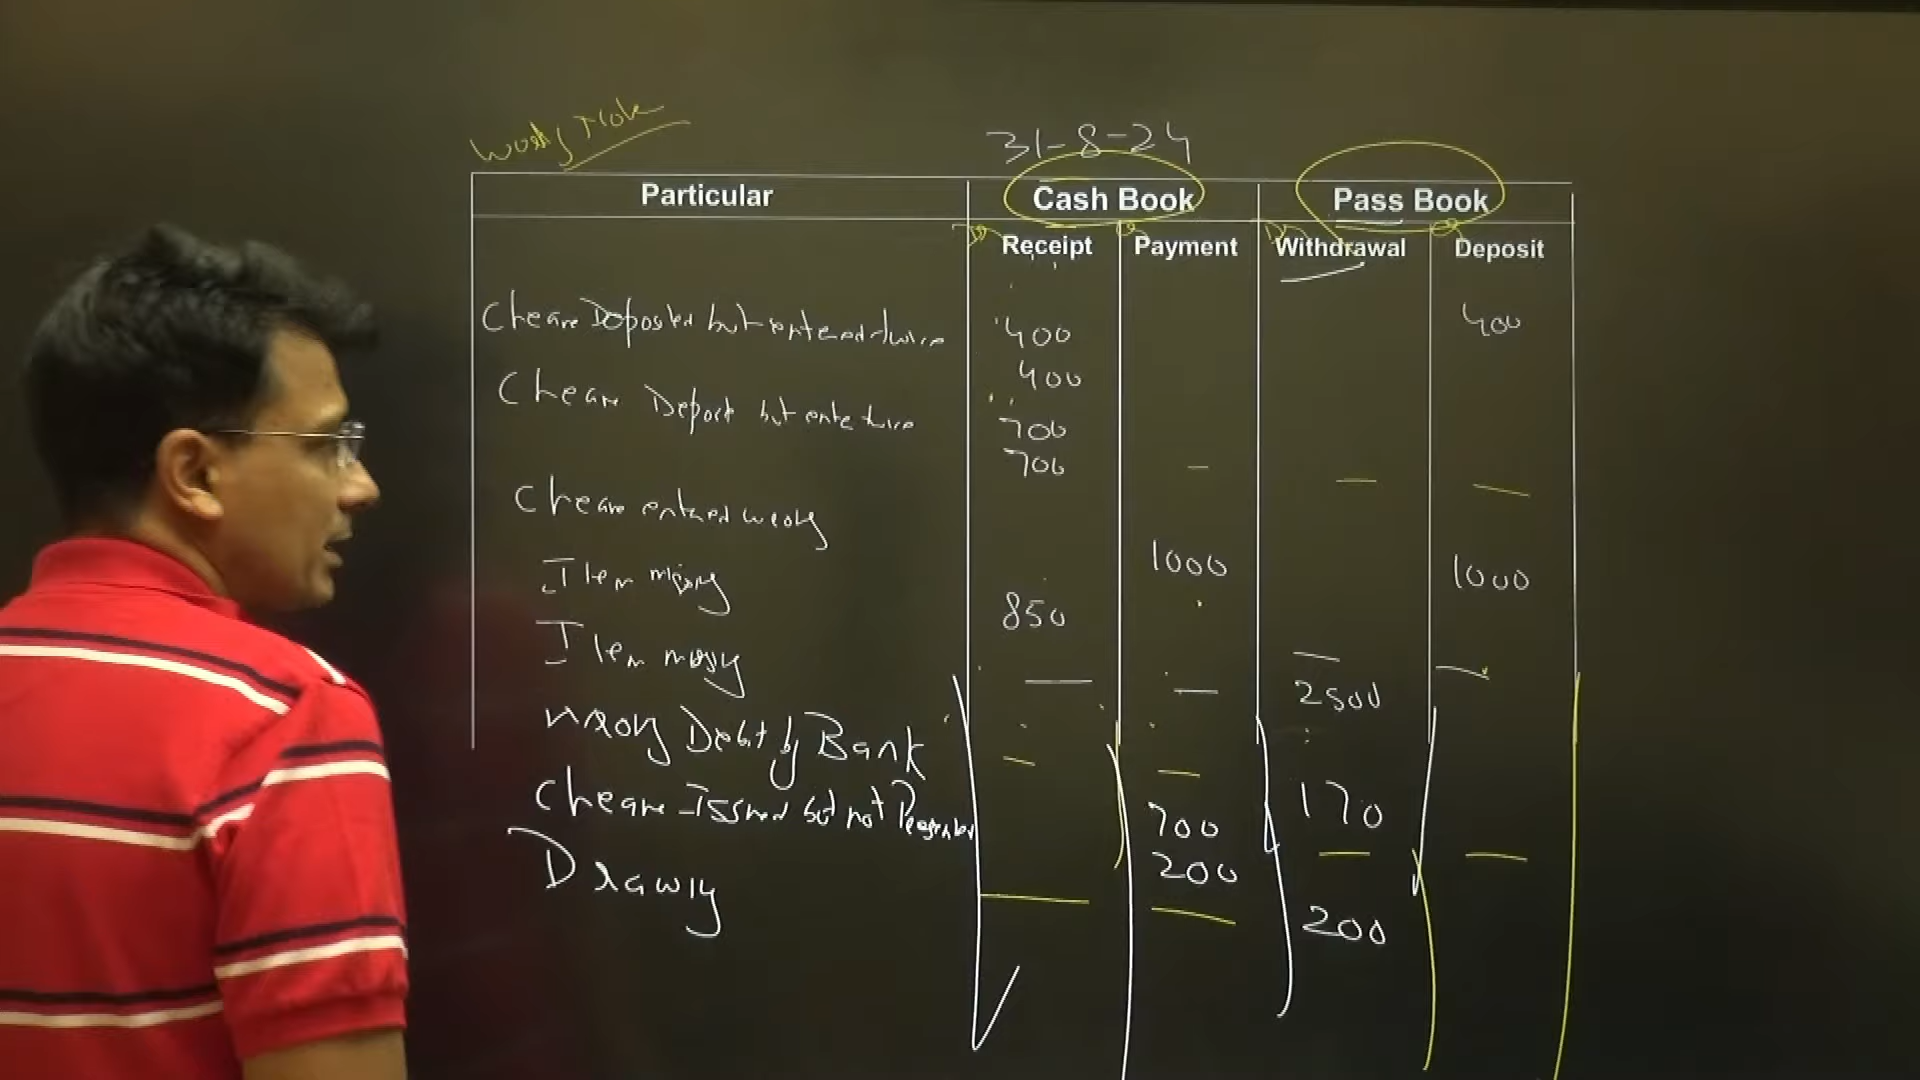 Working Note
31-8-24
Particular Cash Book Pass Book
Receipt Payment Withdrawal Deposit
Cheque Deposited but entered twice 400 400
400
Cheque Deposit but ente twice 700
700 — — —
Cheque entered wrong 1000 1000
Item missing 850 — —
Item missing — — 2500
Wrong Debit by Bank — — 170
Cheque Issued but not Presented 700 — —
200
Drawing — — 200